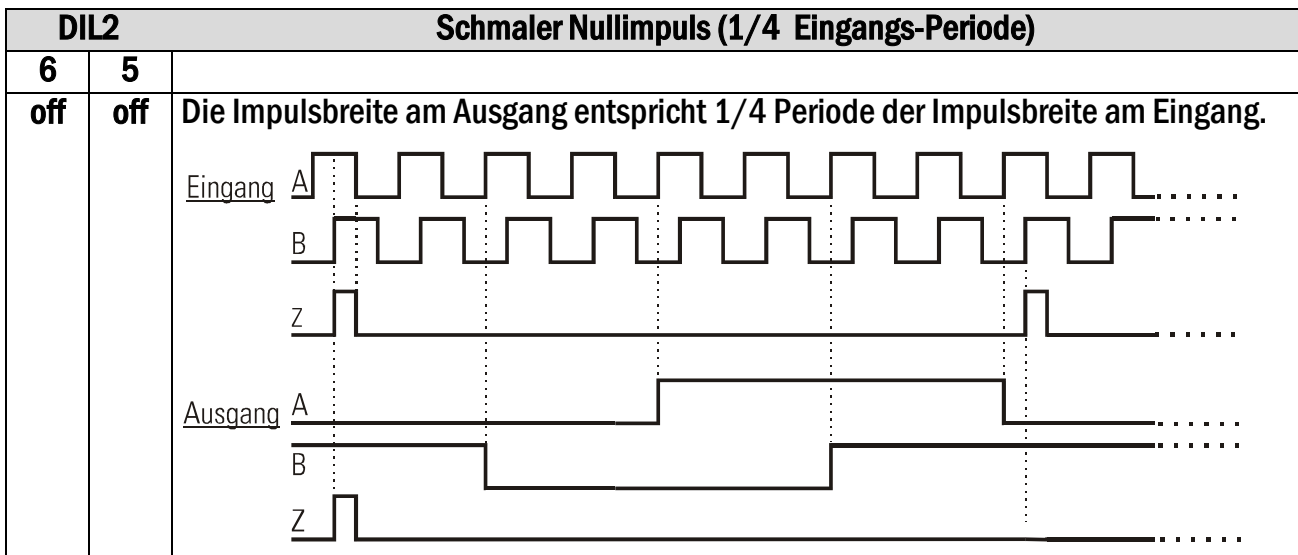 DIL2 Schmaler Nullimpuls (1/4 Eingangs-Periode)
6 5
off off Die Impulsbreite am Ausgang entspricht 1/4 Periode der Impulsbreite am Eingang.
Eingang A
B
Z
Ausgang A
B
Z